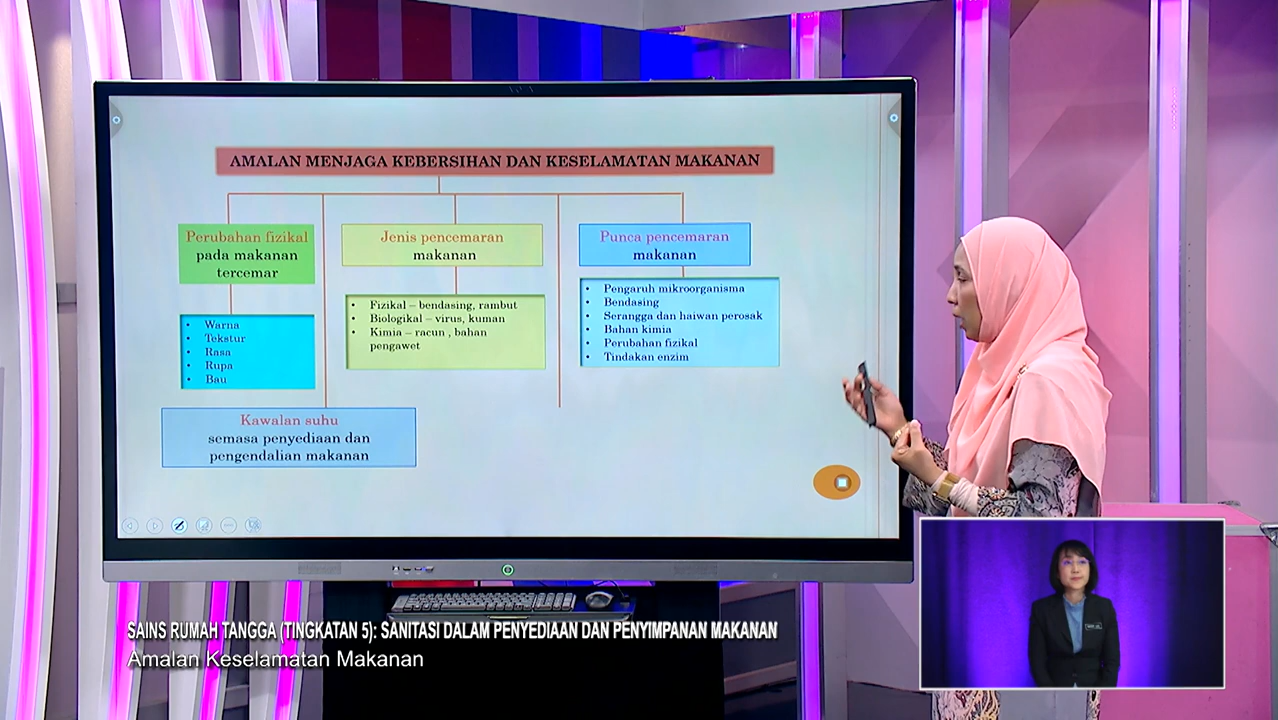 AMALAN MENJAGA KEBERSIHAN DAN KESELAMATAN MAKANAN
Perubahan fizikal
pada makanan
tercemar
• Warna
• Tekstur
• Rasa
• Rupa
• Bau
Jenis pencemaran
makanan
• Fizikal – bendasing, rambut
• Biologikal – virus, kuman
• Kimia – racun , bahan
pengawet
Punca pencemaran
makanan
• Pengaruh mikroorganisma
• Bendasing
• Serangga dan haiwan perosak
• Bahan kimia
• Perubahan fizikal
• Tindakan enzim
Kawalan suhu
semasa penyediaan dan
pengendalian makanan
SAINS RUMAH TANGGA (TINGKATAN 5): SANITASI DALAM PENYEDIAAN DAN PENYIMPANAN MAKANAN
Amalan Keselamatan Makanan